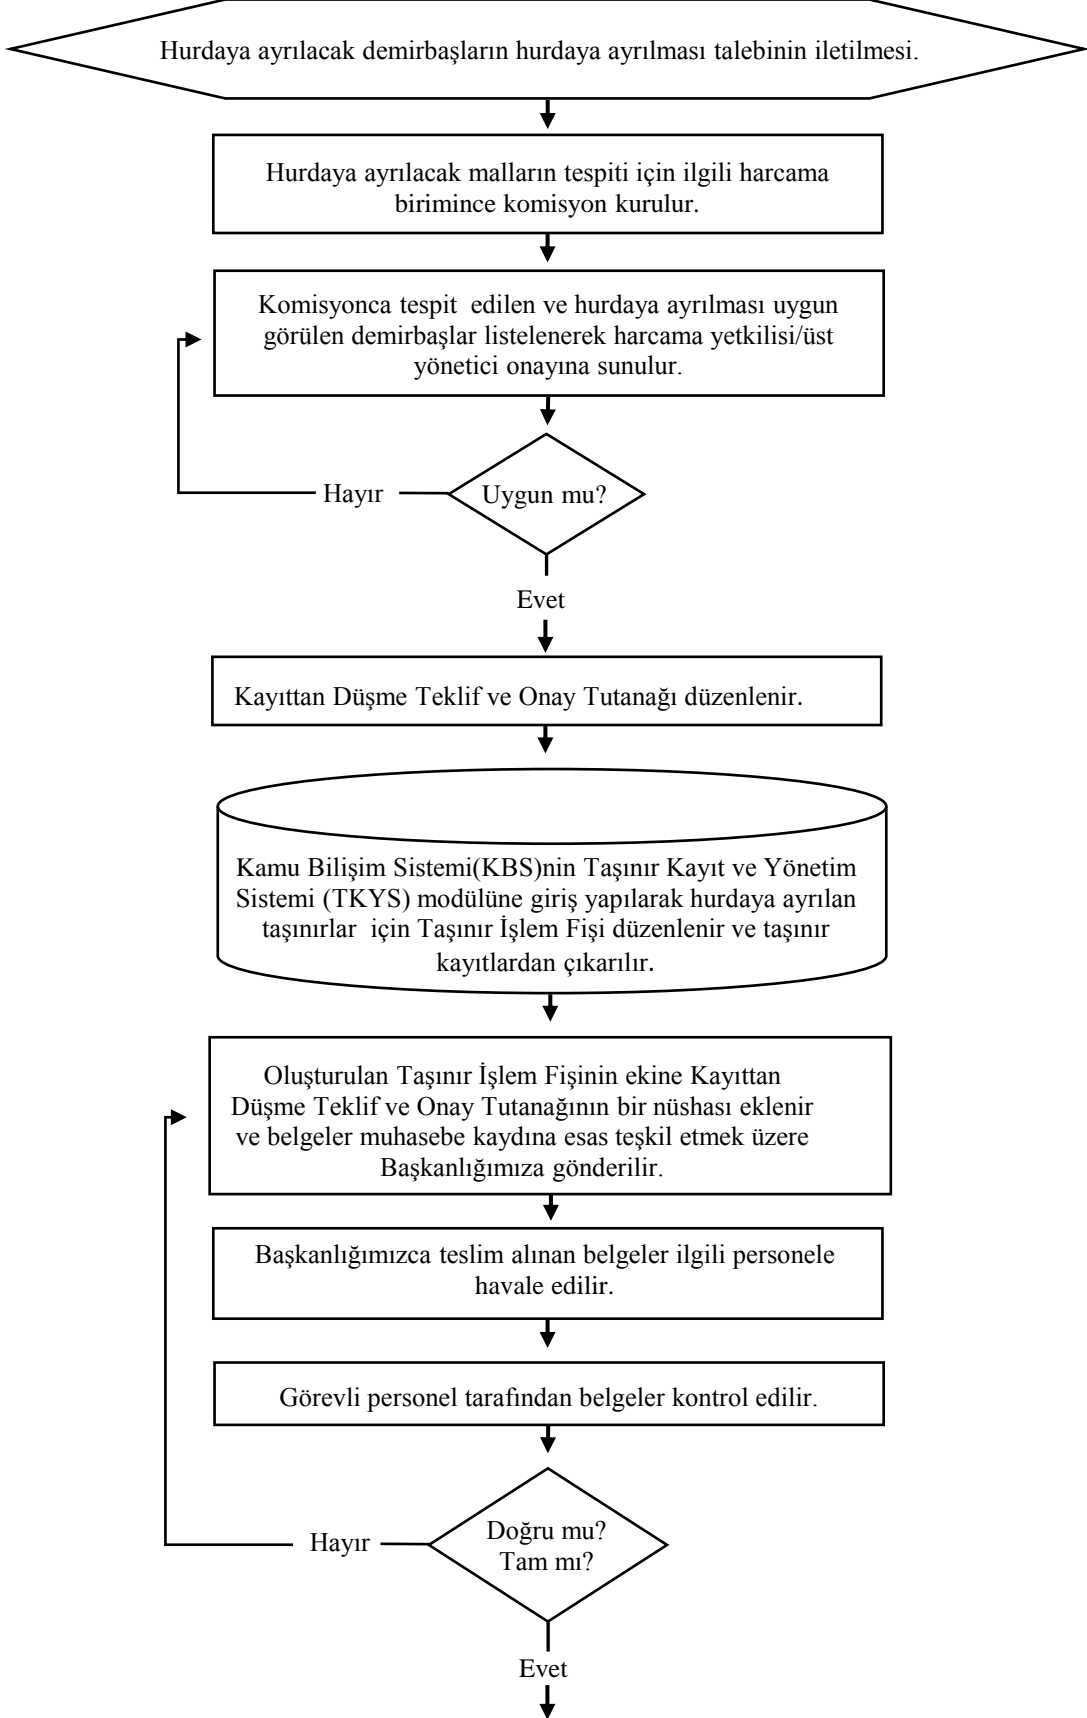 Hurdaya ayrılacak demirbaşların hurdaya ayrılması talebinin iletilmesi.
Hurdaya ayrılacak malların tespiti için ilgili harcama
birimince komisyon kurulur.
Komisyonca tespit  edilen ve hurdaya ayrılması uygun
görülen demirbaşlar listelenerek harcama yetkilisi/üst
yönetici onayına sunulur.
Hayır
Uygun mu?
Evet
Kayıttan Düşme Teklif ve Onay Tutanağı düzenlenir.
Kamu Bilişim Sistemi(KBS)nin Taşınır Kayıt ve Yönetim
Sistemi (TKYS) modülüne giriş yapılarak hurdaya ayrılan
taşınırlar  için Taşınır İşlem Fişi düzenlenir ve taşınır
kayıtlardan çıkarılır.
Oluşturulan Taşınır İşlem Fişinin ekine Kayıttan
Düşme Teklif ve Onay Tutanağının bir nüshası eklenir
ve belgeler muhasebe kaydına esas teşkil etmek üzere
Başkanlığımıza gönderilir.
Başkanlığımızca teslim alınan belgeler ilgili personele
havale edilir.
Görevli personel tarafından belgeler kontrol edilir.
Hayır
Doğru mu?
Tam mı?
Evet